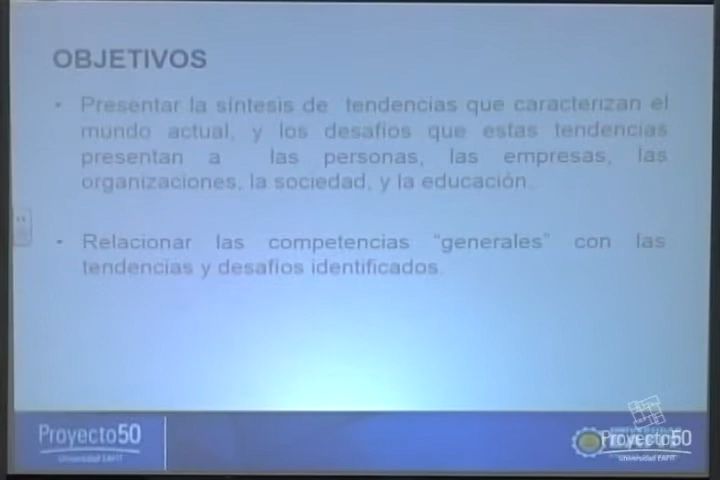 OBJETIVOS
• Presentar la síntesis de tendencias que caracterizan el
mundo actual, y los desafíos que estas tendencias
presentan a las personas, las empresas, las
organizaciones, la sociedad, y la educación.
• Relacionar las competencias “generales” con las
tendencias y desafíos identificados.
Proyecto50
Universidad EAFIT
Proyecto50
Universidad EAFIT